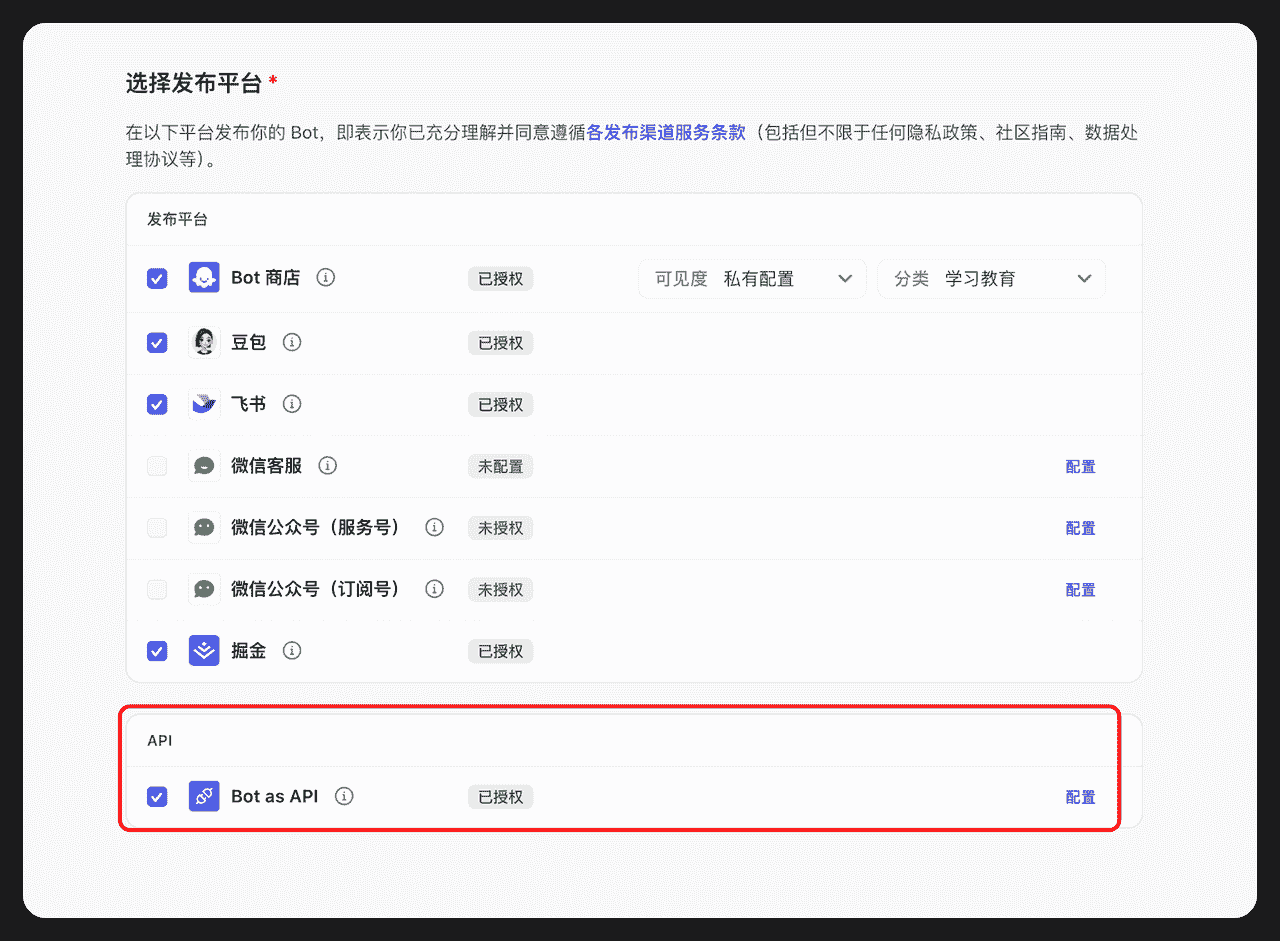 选择发布平台 *
在以下平台发布你的 Bot，即表示你已充分理解并同意遵循各发布渠道服务条款（包括但不限于任何隐私政策、社区指南、数据处
理协议等）。
发布平台
Bot 商店 已授权 可见度 私有配置 分类 学习教育
豆包 已授权
飞书 已授权
微信客服 未配置 配置
微信公众号（服务号） 未授权 配置
微信公众号（订阅号） 未授权 配置
掘金 已授权
API
Bot as API 已授权 配置